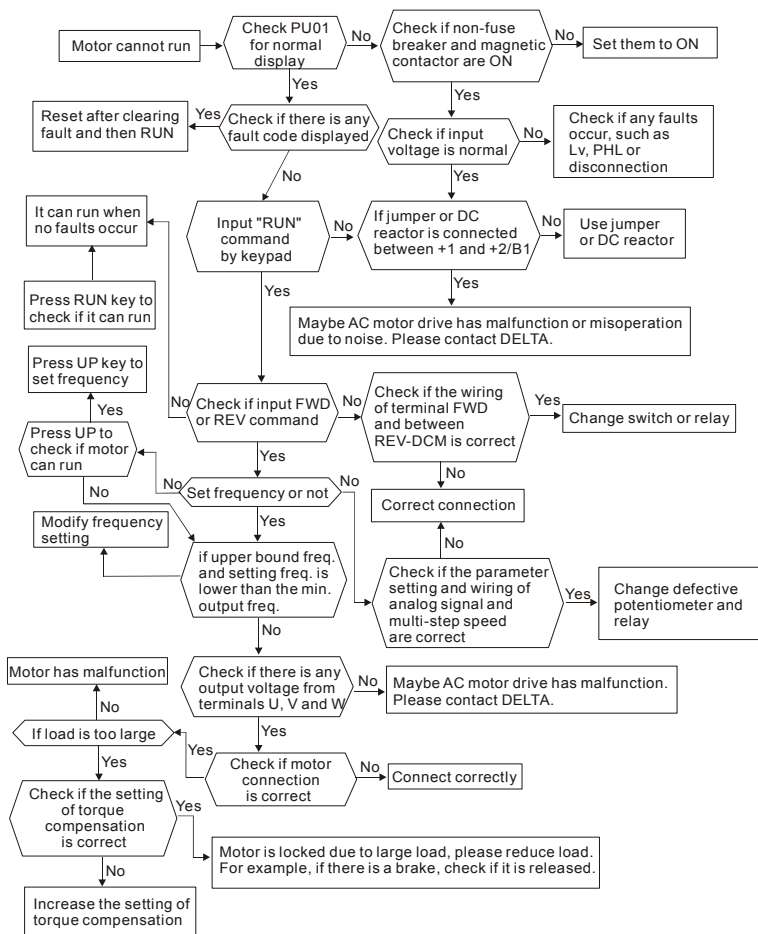 Motor cannot run
Check PU01
for normal
display
No
Check if non-fuse
breaker and magnetic
contactor are ON
No
Set them to ON
Yes
Yes
Reset after clearing
fault and then RUN
Yes
Check if there is any
fault code displayed
Check if input
voltage is normal
No
Check if any faults
occur, such as
Lv, PHL or
disconnection
No
Yes
It can run when
no faults occur
Input "RUN"
command
by keypad
No
If jumper or DC
reactor is connected
between +1 and +2/B1
No
Use jumper
or DC reactor
Yes
Yes
Press RUN key to
check if it can run
Maybe AC motor drive has malfunction or misoperation
due to noise. Please contact DELTA.
Press UP key to
set frequency
No
Check if input FWD
or REV command
No
Check if the wiring
of terminal FWD
and between
REV-DCM is correct
Yes
Change switch or relay
Yes
Press UP to
check if motor
can run
Yes
No
No
Set frequency or not
No
No
Correct connection
Yes
No
Modify frequency
setting
if upper bound freq.
and setting freq. is
lower than the min.
output freq.
Check if the parameter
setting and wiring of
analog signal and
multi-step speed
are correct
Yes
Change defective
potentiometer and
relay
No
Motor has malfunction
Check if there is any
output voltage from
terminals U, V and W
No
Maybe AC motor drive has malfunction.
Please contact DELTA.
No
Yes
If load is too large
Yes
Check if motor
connection
is correct
No
Connect correctly
Yes
Check if the setting
of torque
compensation
is correct
Yes
Motor is locked due to large load, please reduce load.
For example, if there is a brake, check if it is released.
No
Increase the setting of
torque compensation